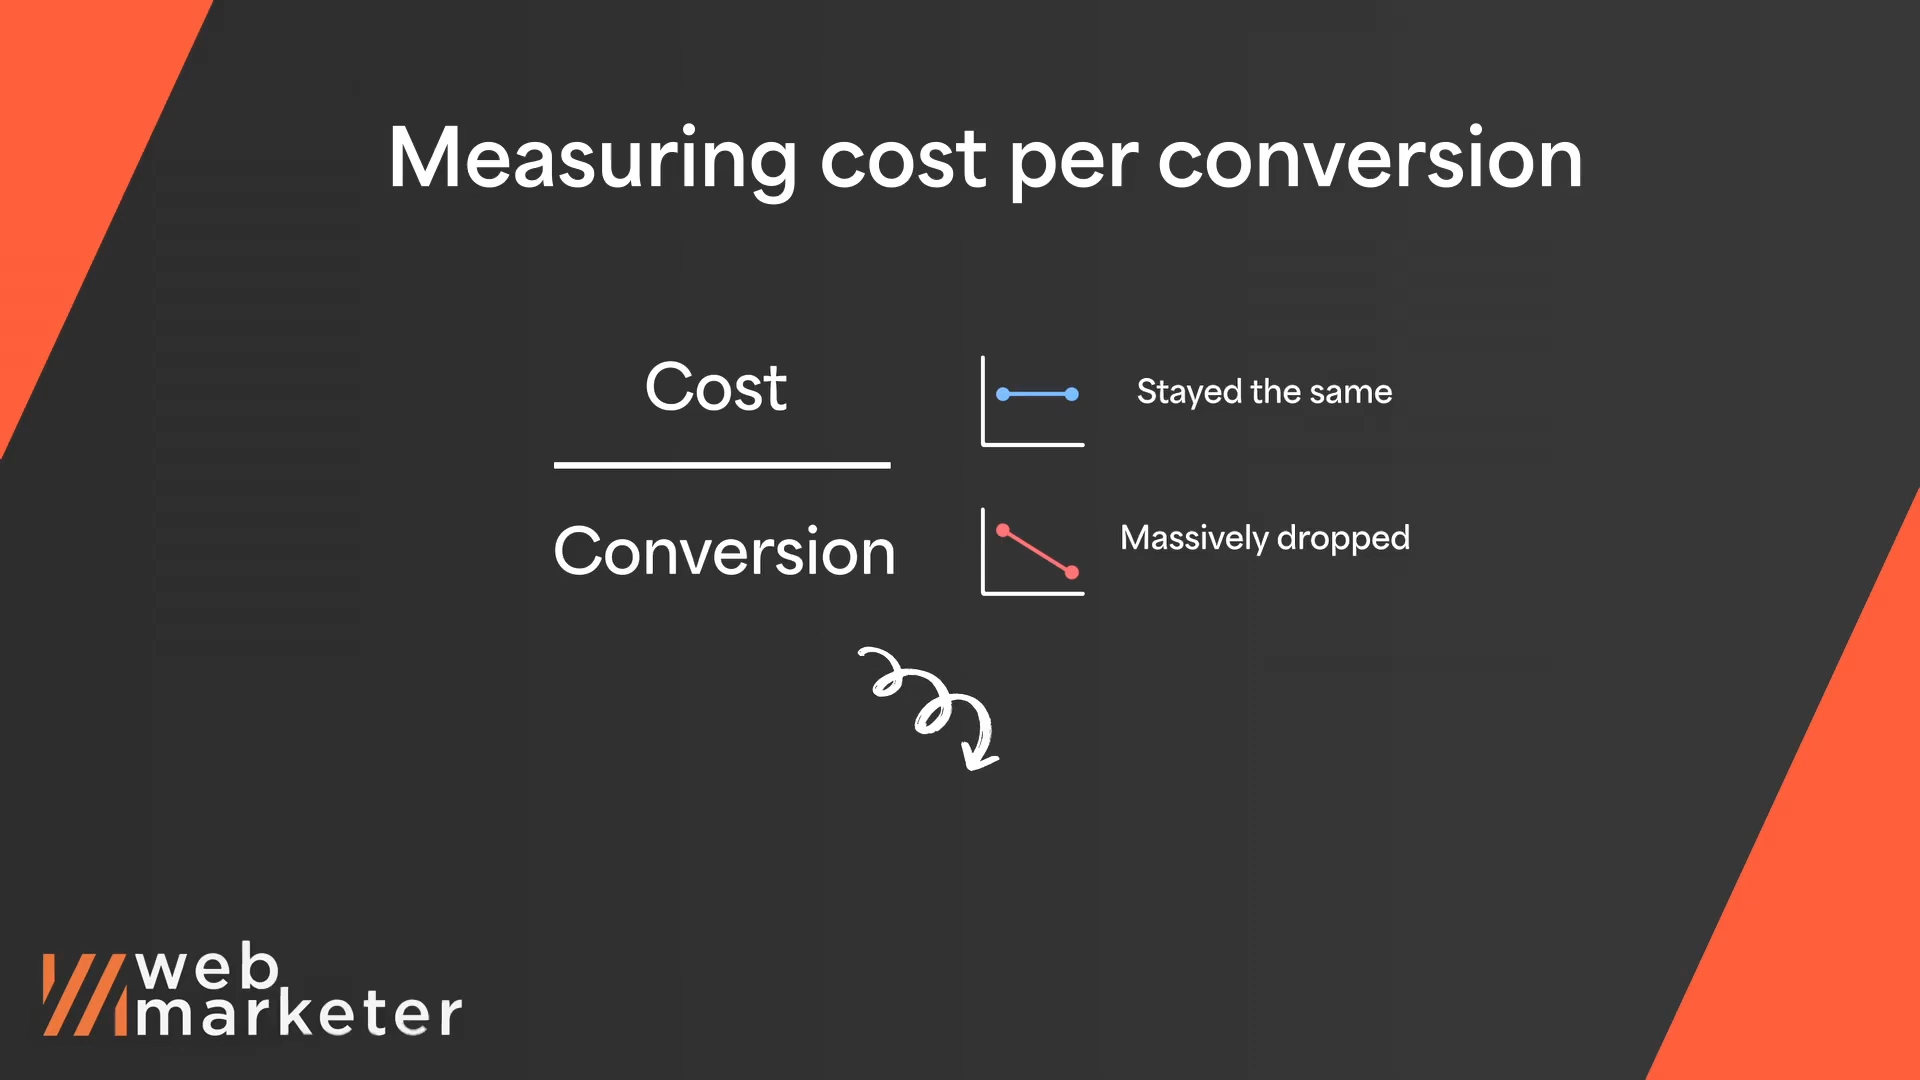 Measuring cost per conversion
Cost
Stayed the same
Conversion
Massively dropped
web
marketer